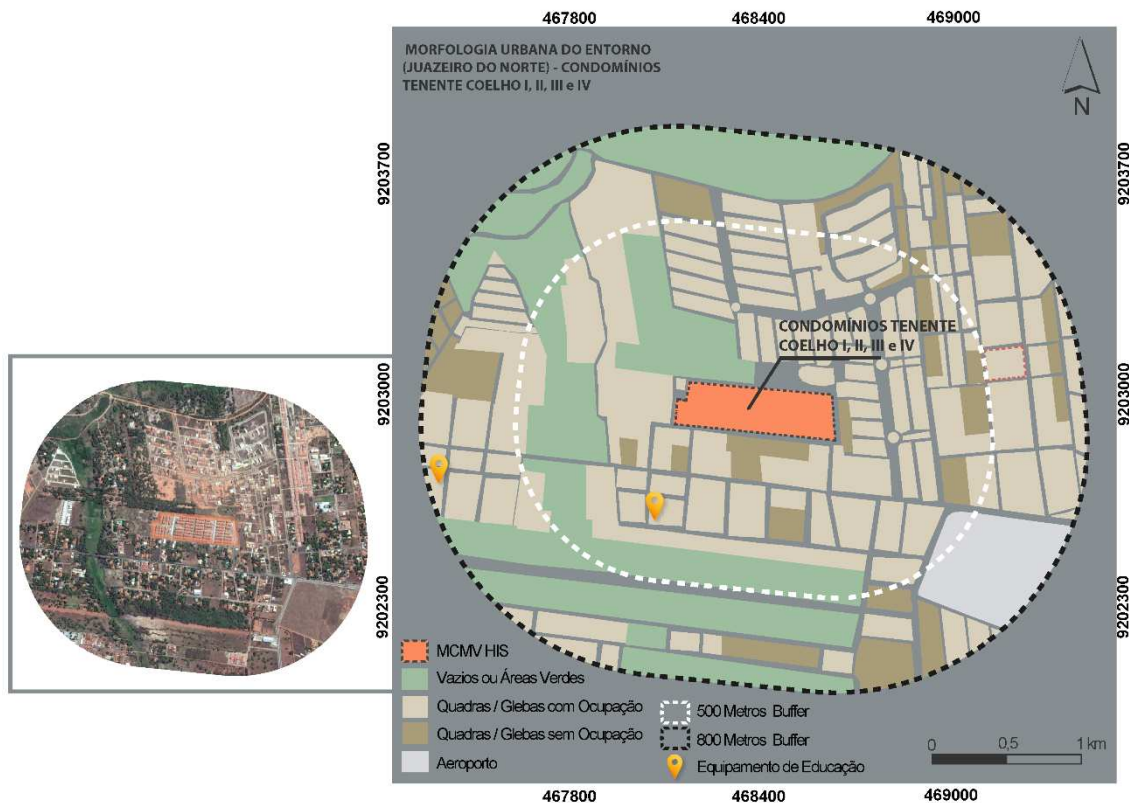 467800 468400 469000
MORFOLOGIA URBANA DO ENTORNO
(JUAZEIRO DO NORTE) - CONDOMÍNIOS
TENENTE COELHO I, II, III e IV
N
9203700 9203700
CONDOMÍNIOS TENENTE
COELHO I, II, III e IV
9203000 9203000
9202300 9202300
MCMV HIS
Vazios ou Áreas Verdes
Quadras / Glebas com Ocupação
Quadras / Glebas sem Ocupação
Aeroporto
500 Metros Buffer
800 Metros Buffer
Equipamento de Educação
0 0,5 1 km
467800 468400 469000